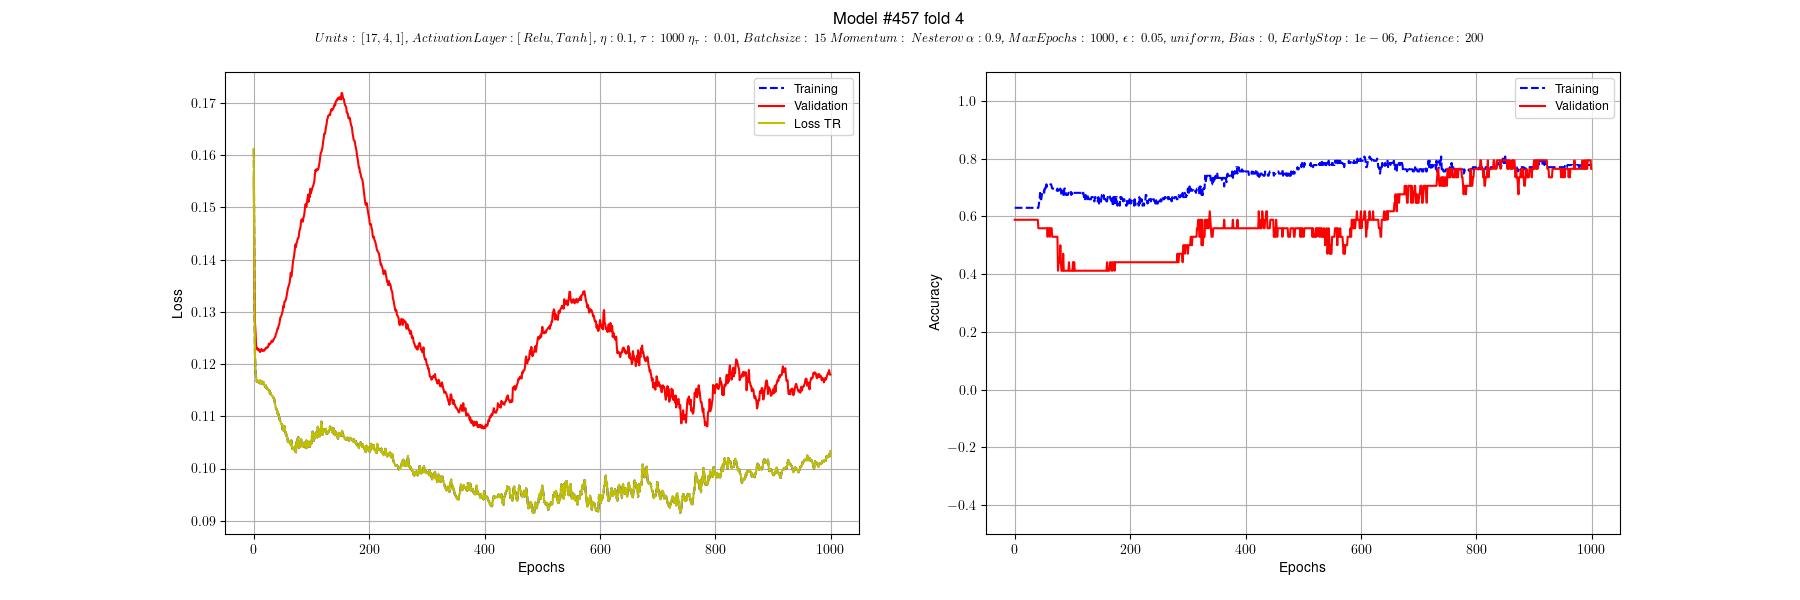 Model #457 fold 4
Units : [17, 4, 1], ActivationLayer : [ Relu, Tanh ], η : 0.1, τ : 1000 ητ : 0.01, Batchsize : 15 Momentum : Nesterov α : 0.9, MaxEpochs : 1000, ϵ : 0.05, uniform, Bias : 0, EarlyStop : 1e − 06, Patience : 200
Training
Validation
Loss TR
0.17
0.16
0.15
0.14
0.13
0.12
0.11
0.10
0.09
Loss
0 200 400 600 800 1000
Epochs
Training
Validation
1.0
0.8
0.6
0.4
0.2
0.0
−0.2
−0.4
Accuracy
0 200 400 600 800 1000
Epochs